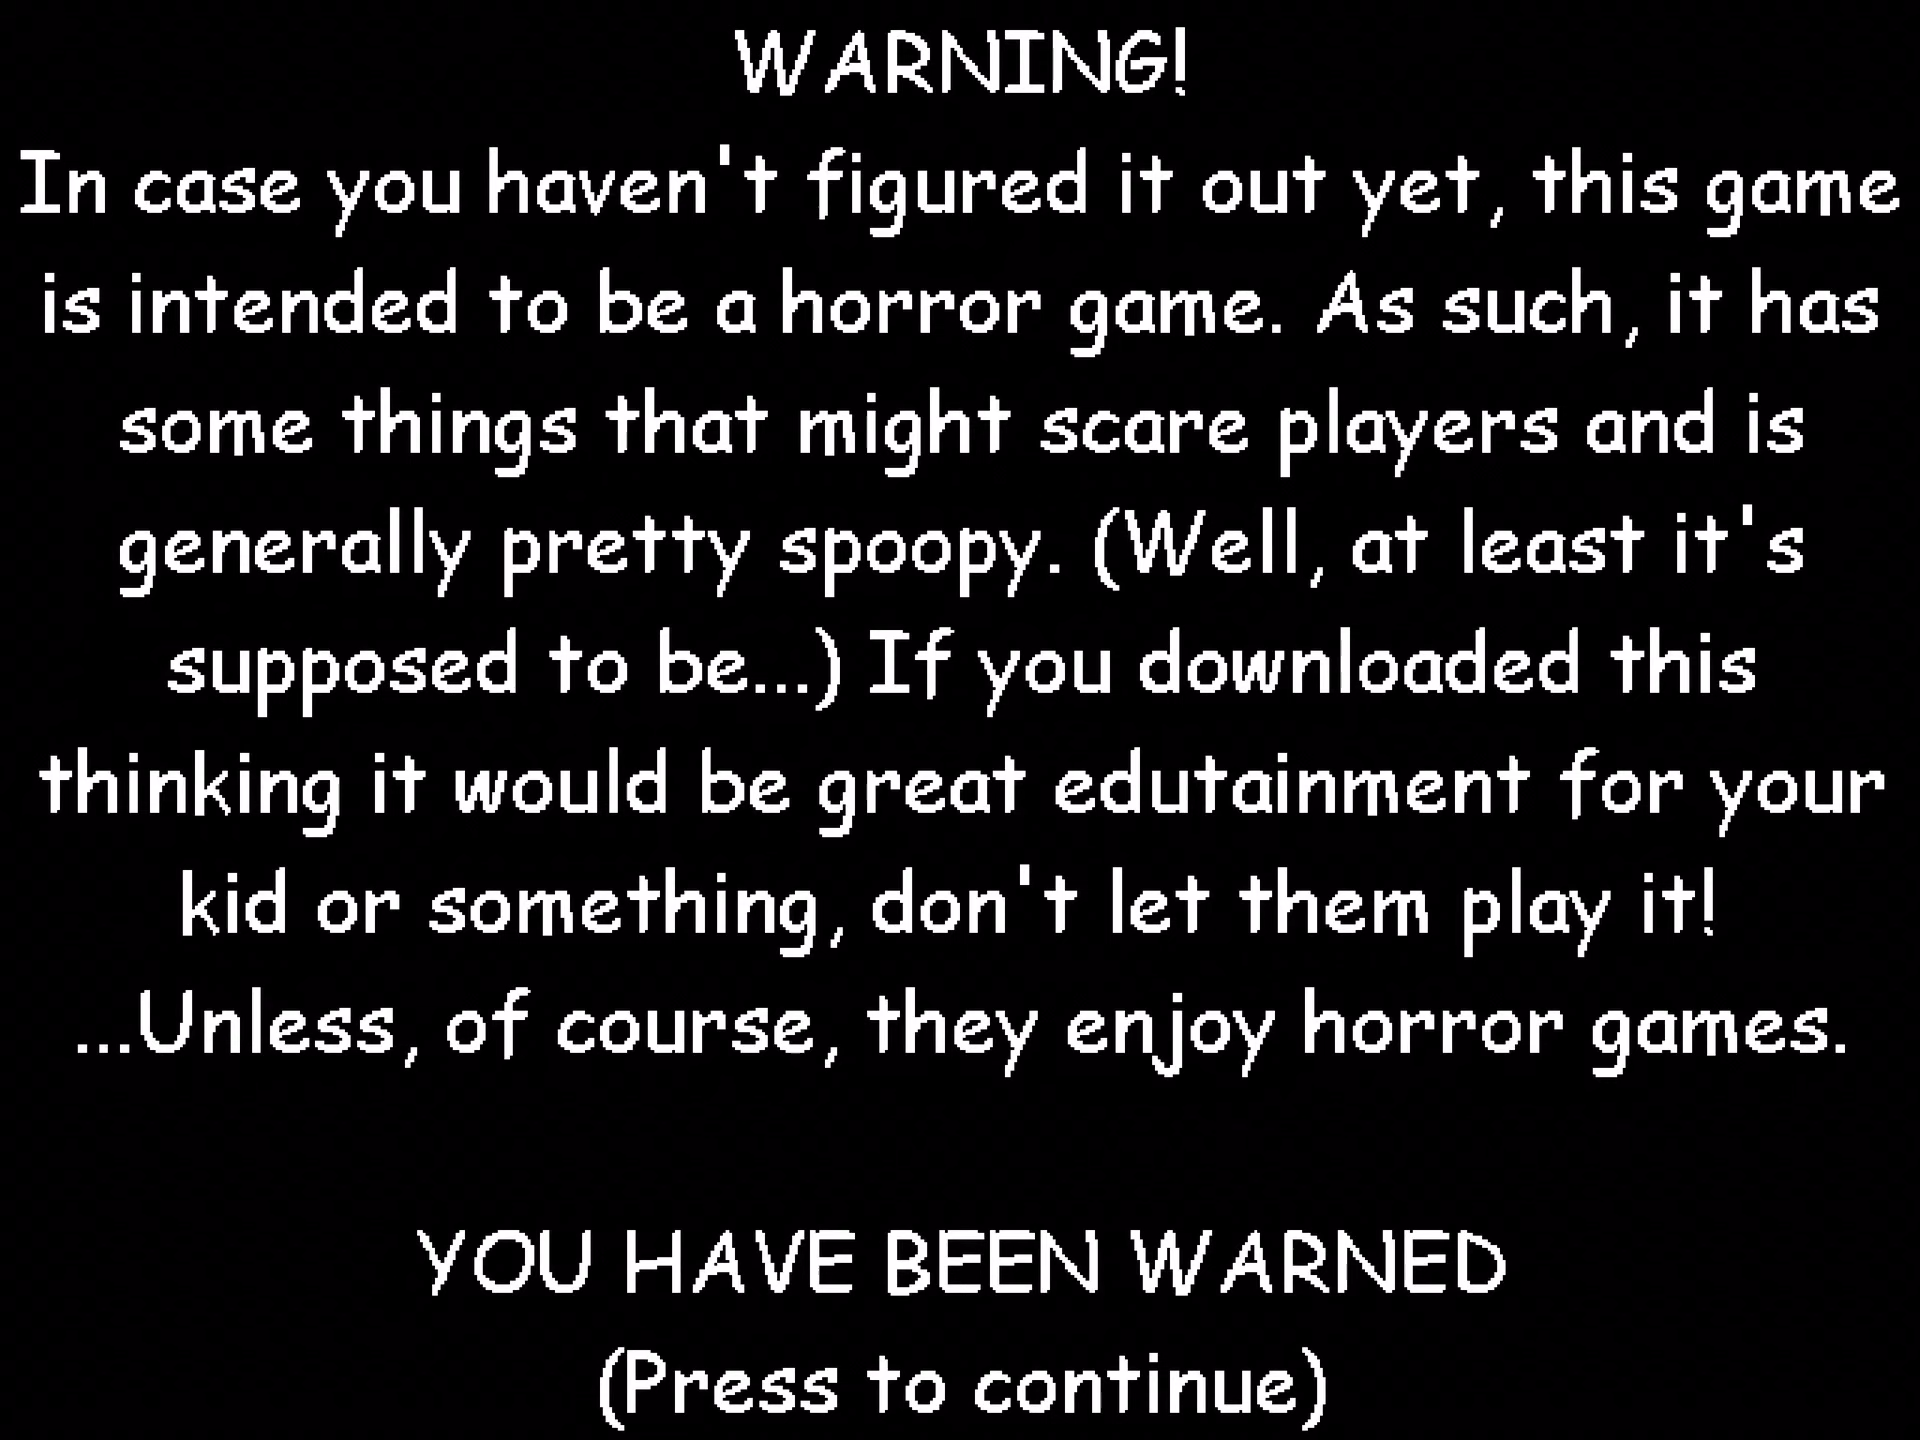 WARNING!
In case you haven't figured it out yet, this game
is intended to be a horror game. As such, it has
some things that might scare players and is
generally pretty spoopy. (Well, at least it's
supposed to be...) If you downloaded this
thinking it would be great edutainment for your
kid or something, don't let them play it!
...Unless, of course, they enjoy horror games.
YOU HAVE BEEN WARNED
(Press to continue)